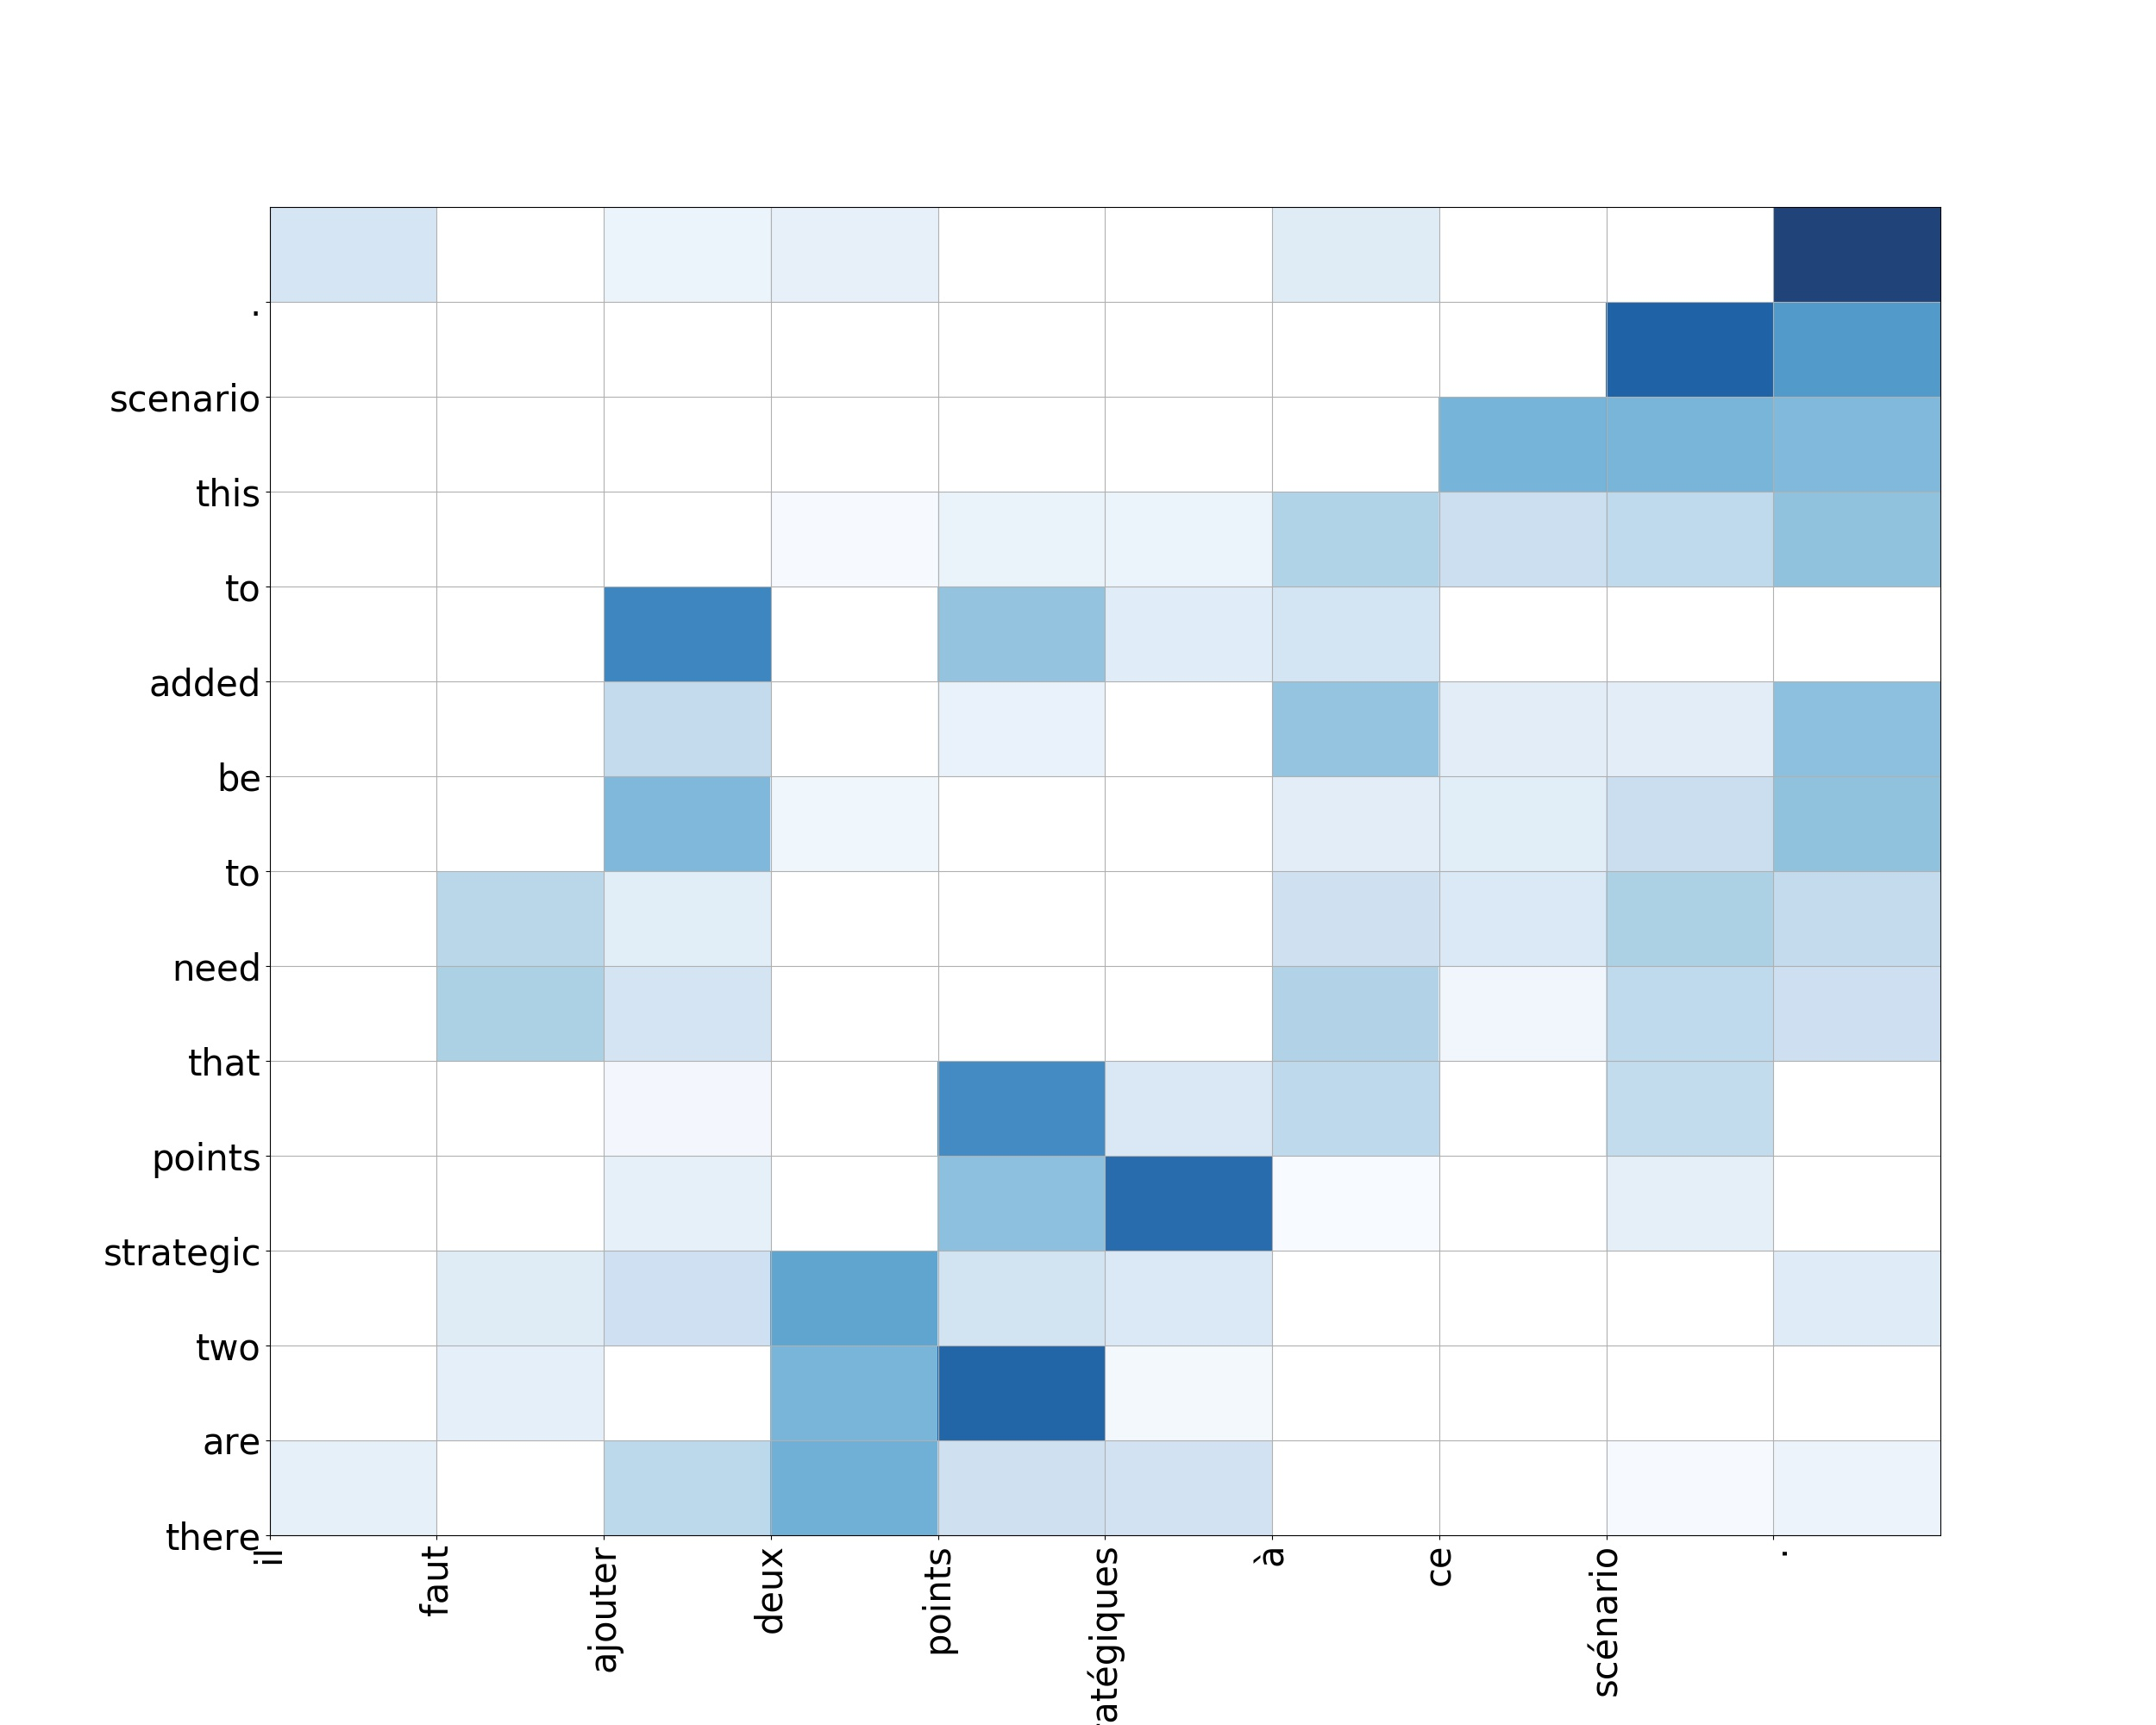 .
scenario
this
to
added
be
to
need
that
points
strategic
two
are
there
il
faut
ajouter
deux
points
atégiques
à
ce
scénario
.